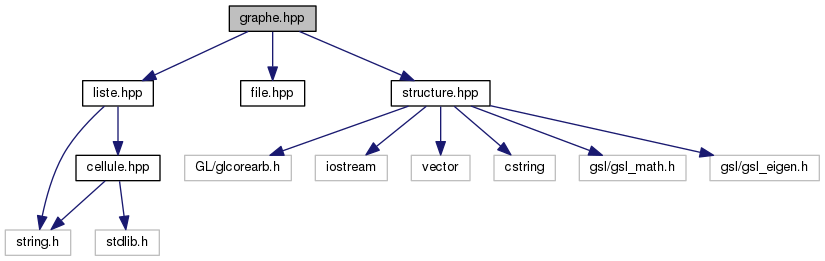 graphe.hpp
liste.hpp
file.hpp
structure.hpp
cellule.hpp
GL/glcorearb.h
iostream
vector
cstring
gsl/gsl_math.h
gsl/gsl_eigen.h
string.h
stdlib.h